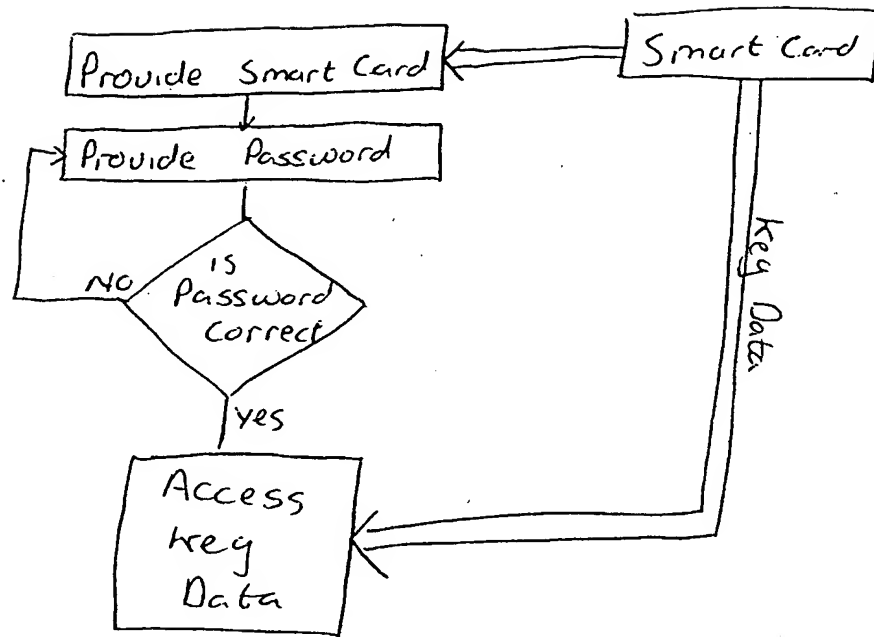 Provide Smart Card
Smart Card
Provide Password
is
Password
Correct
NO
yes
Key Data
Access
Key
Data